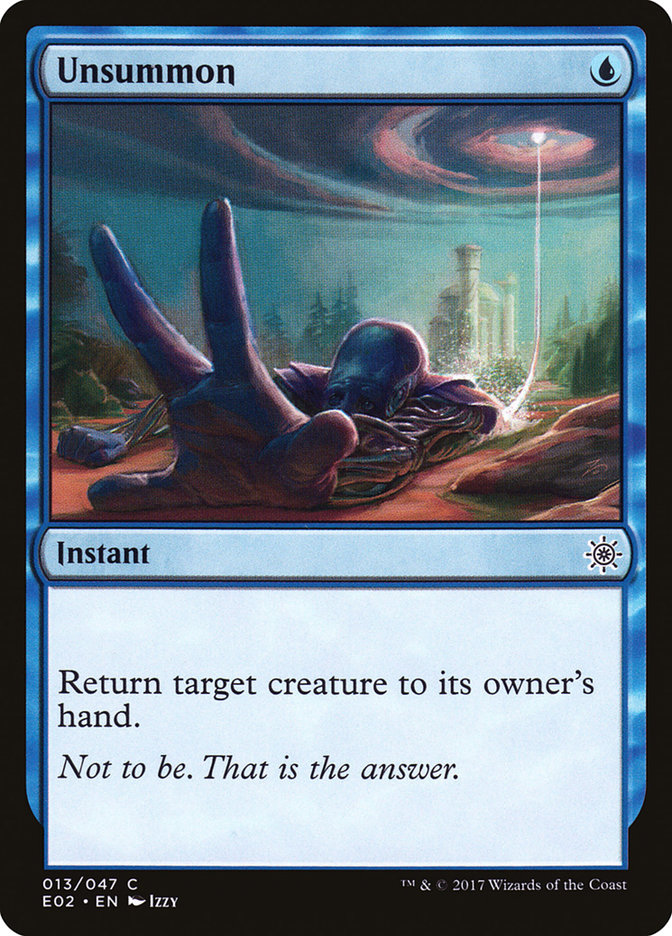 Unsummon
Instant
Return target creature to its owner's
hand.
Not to be. That is the answer.
013/047 C
E02 • EN Izzy
™ & © 2017 Wizards of the Coast